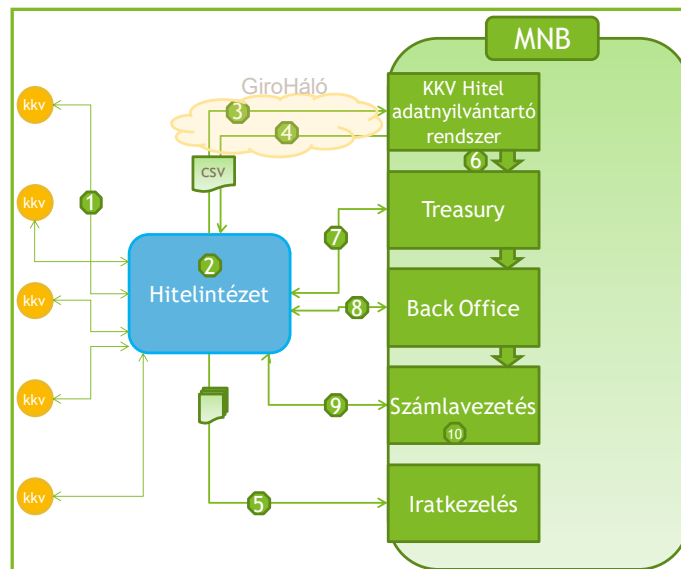 MNB
GiroHáló
kkv
3
KKV Hitel
adatnyilvántartó
rendszer
4
6
CSV
kkv
1
Treasury
7
2
Hitelintézet
kkv
8
Back Office
kkv
9
Számlavezetés
10
kkv
5
Iratkezelés